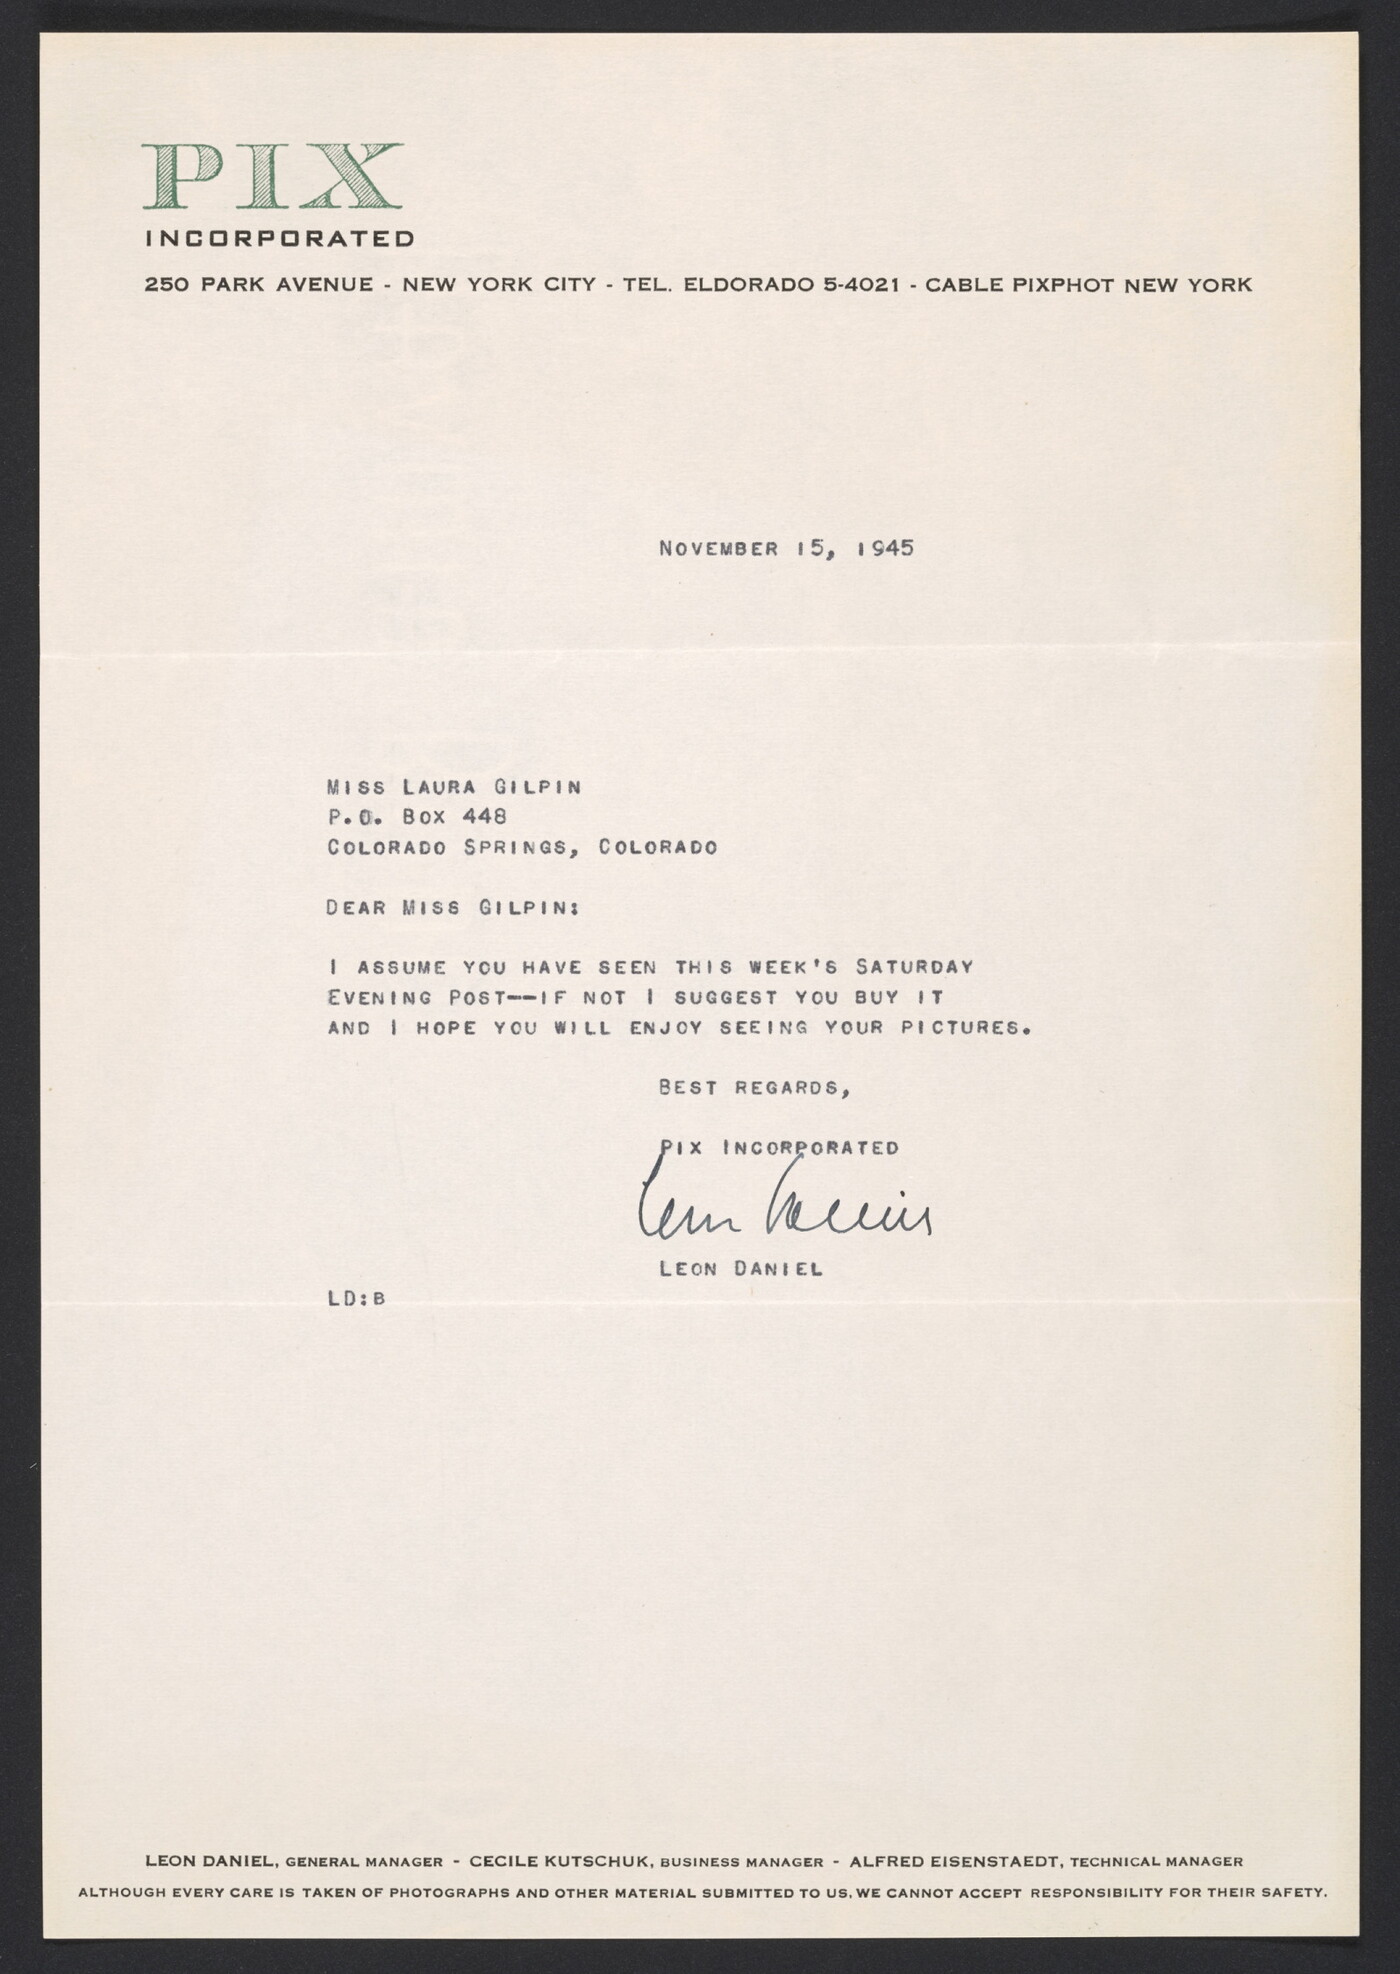 PIX
INCORPORATED
250 PARK AVENUE - NEW YORK CITY - TEL. ELDORADO 5-4021 - CABLE PIXPHOT NEW YORK
NOVEMBER 15, 1945
MISS LAURA GILPIN
P.O. BOX 448
COLORADO SPRINGS, COLORADO
DEAR MISS GILPIN:
I ASSUME YOU HAVE SEEN THIS WEEK'S SATURDAY
EVENING POST--IF NOT I SUGGEST YOU BUY IT
AND I HOPE YOU WILL ENJOY SEEING YOUR PICTURES.
BEST REGARDS,
PIX INCORPORATED
Leon Daniel
LEON DANIEL
LD:B
LEON DANIEL, GENERAL MANAGER - CECILE KUTSCHUK, BUSINESS MANAGER - ALFRED EISENSTAEDT, TECHNICAL MANAGER
ALTHOUGH EVERY CARE IS TAKEN OF PHOTOGRAPHS AND OTHER MATERIAL SUBMITTED TO US, WE CANNOT ACCEPT RESPONSIBILITY FOR THEIR SAFETY.